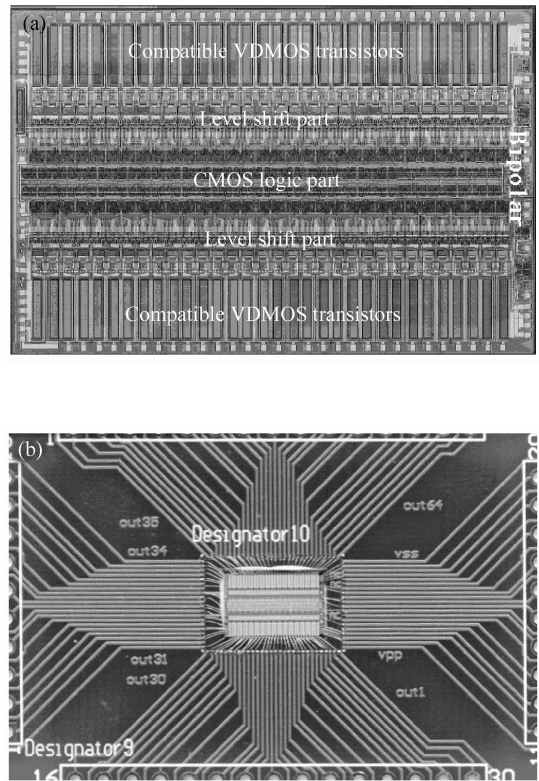 (a)
Compatible VDMOS transistors
Level shift part
Bipolar
CMOS logic part
Level shift part
Compatible VDMOS transistors
(b)
out35
out64
Designator10
out34
vss
out31
vpp
out30
out1
Designator9
16
30